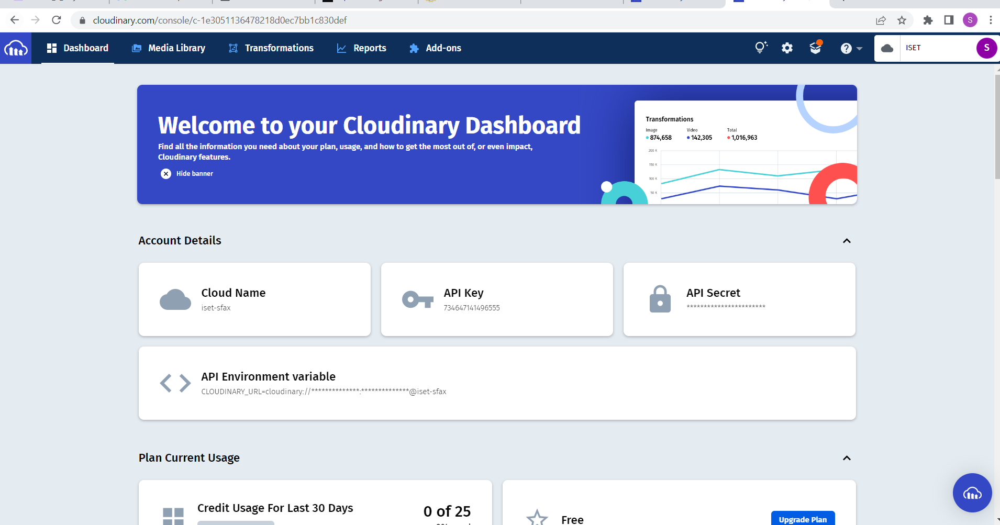 cloudinary.com/console/c-1e3051136478218d0ec7bb1c830def
S
Dashboard
Media Library
Transformations
Reports
Add-ons
?
ISET
S
Welcome to your Cloudinary Dashboard
Find all the information you need about your plan, usage, and how to get the most out of, or even impact,
Cloudinary features.
Hide banner
Transformations
Image
Video
Total
874,658
142,305
1,016,963
200 K
150 K
100 K
50 K
Account Details
Cloud Name
iset-sfax
API Key
734647141496555
API Secret
***********************
API Environment variable
CLOUDINARY_URL=cloudinary://**************:**************@iset-sfax
Plan Current Usage
Credit Usage For Last 30 Days
0 of 25
Free
Upgrade Plan